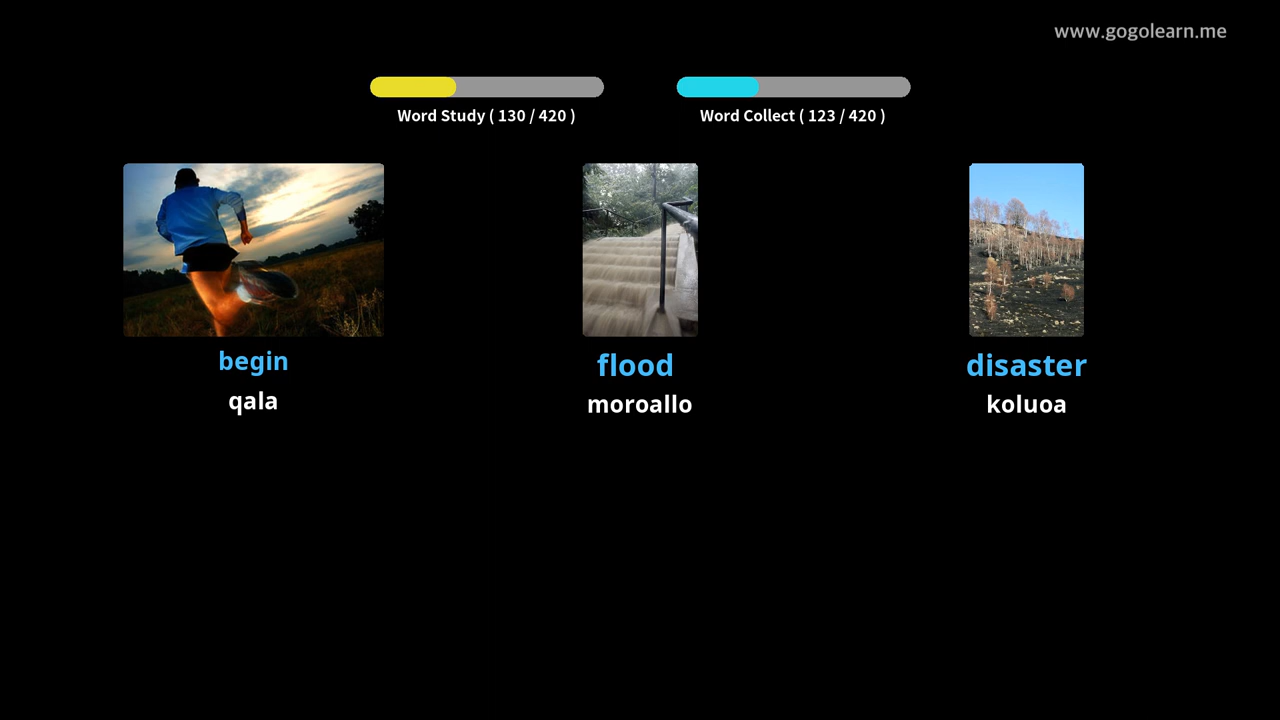 www.gogolearn.me
Word Study ( 130 / 420 )
Word Collect ( 123 / 420 )
begin
qala
flood
moroallo
disaster
koluoa